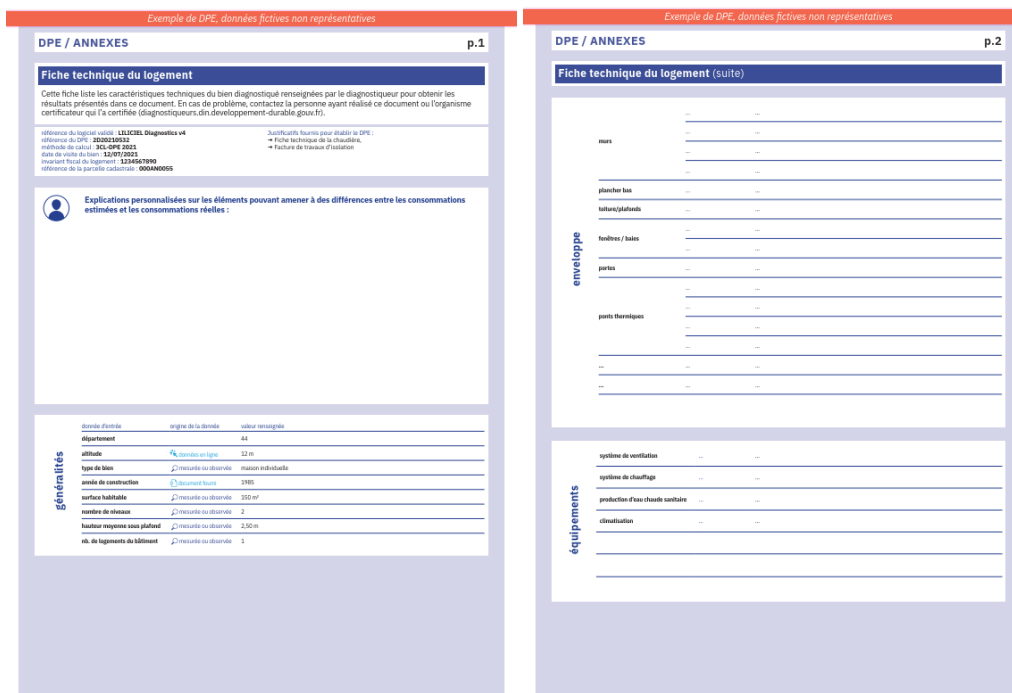 Exemple de DPE, données fictives non représentatives
DPE / ANNEXES p.1
Fiche technique du logement
Cette fiche liste les caractéristiques techniques du bien diagnostiqué renseignées par le diagnostiqueur pour obtenir les
résultats présentés dans ce document. En cas de problème, contactez la personne ayant réalisé ce document ou l'organisme
certificateur qui l'a certifiée (diagnostiqueurs.din.developpement-durable.gouv.fr).
référence du logiciel validé : LILICIEL Diagnostics v4
référence du DPE : 2D20210532
méthode de calcul : 3CL-DPE 2021
date de visite du bien : 12/07/2021
invariant fiscal du logement : 1234567890
référence de la parcelle cadastrale : 000AN0055
Justificatifs fournis pour établir le DPE :
➔ Fiche technique de la chaudière,
➔ Facture de travaux d'isolation
Explications personnalisées sur les éléments pouvant amener à des différences entre les consommations
estimées et les consommations réelles :
généralités
donnée d'entrée origine de la donnée valeur renseignée
département 44
altitude données en ligne 12 m
type de bien mesurée ou observée maison individuelle
année de construction document fourni 1985
surface habitable mesurée ou observée 150 m²
nombre de niveaux mesurée ou observée 2
hauteur moyenne sous plafond mesurée ou observée 2,50 m
nb. de logements du bâtiment mesurée ou observée 1
Exemple de DPE, données fictives non représentatives
DPE / ANNEXES p.2
Fiche technique du logement (suite)
enveloppe
... ...
... ...
murs
... ...
... ...
plancher bas ... ...
toiture/plafonds ... ...
... ...
fenêtres / baies
... ...
portes ... ...
... ...
... ...
ponts thermiques
... ...
... ...
... ... ...
... ... ...
équipements
système de ventilation ... ...
système de chauffage ... ...
production d'eau chaude sanitaire ... ...
climatisation ... ...